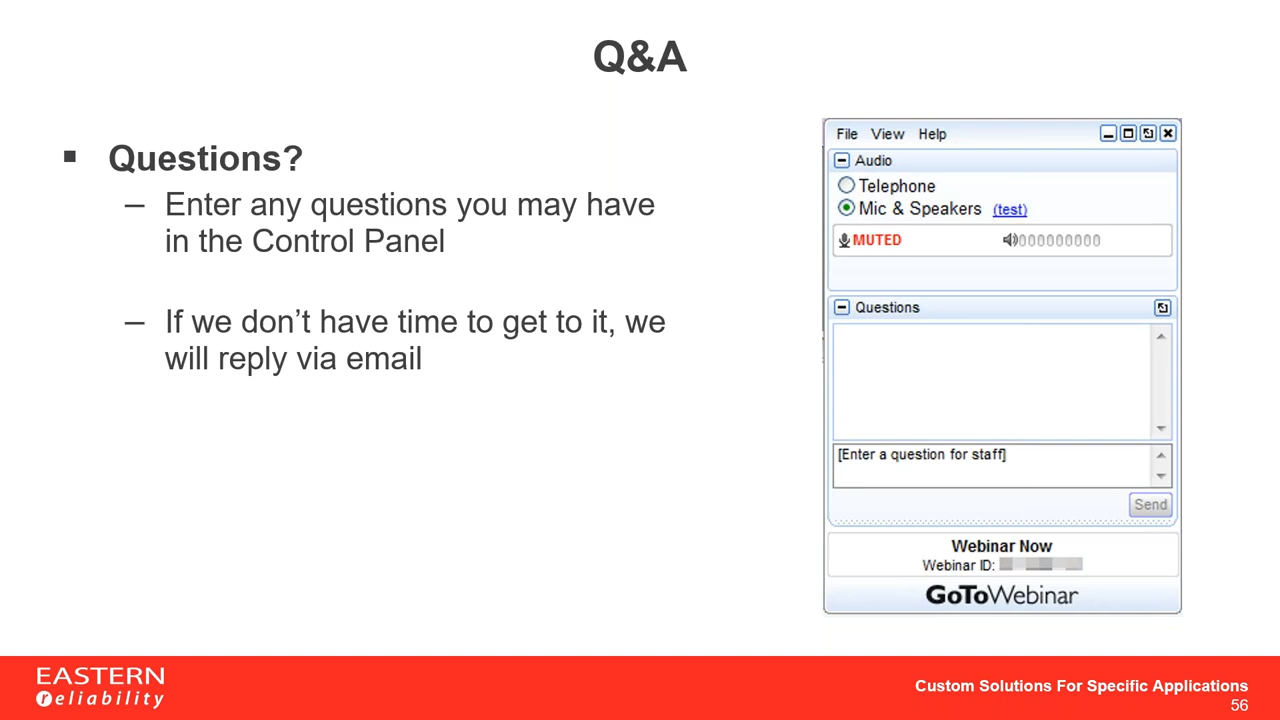 Q&A
Questions?
– Enter any questions you may have
in the Control Panel
– If we don’t have time to get to it, we
will reply via email
File View Help
Audio
Telephone
Mic & Speakers (test)
MUTED 000000000
Questions
[Enter a question for staff]
Send
Webinar Now
Webinar ID:
GoToWebinar
EASTERN
reliability
Custom Solutions For Specific Applications
56